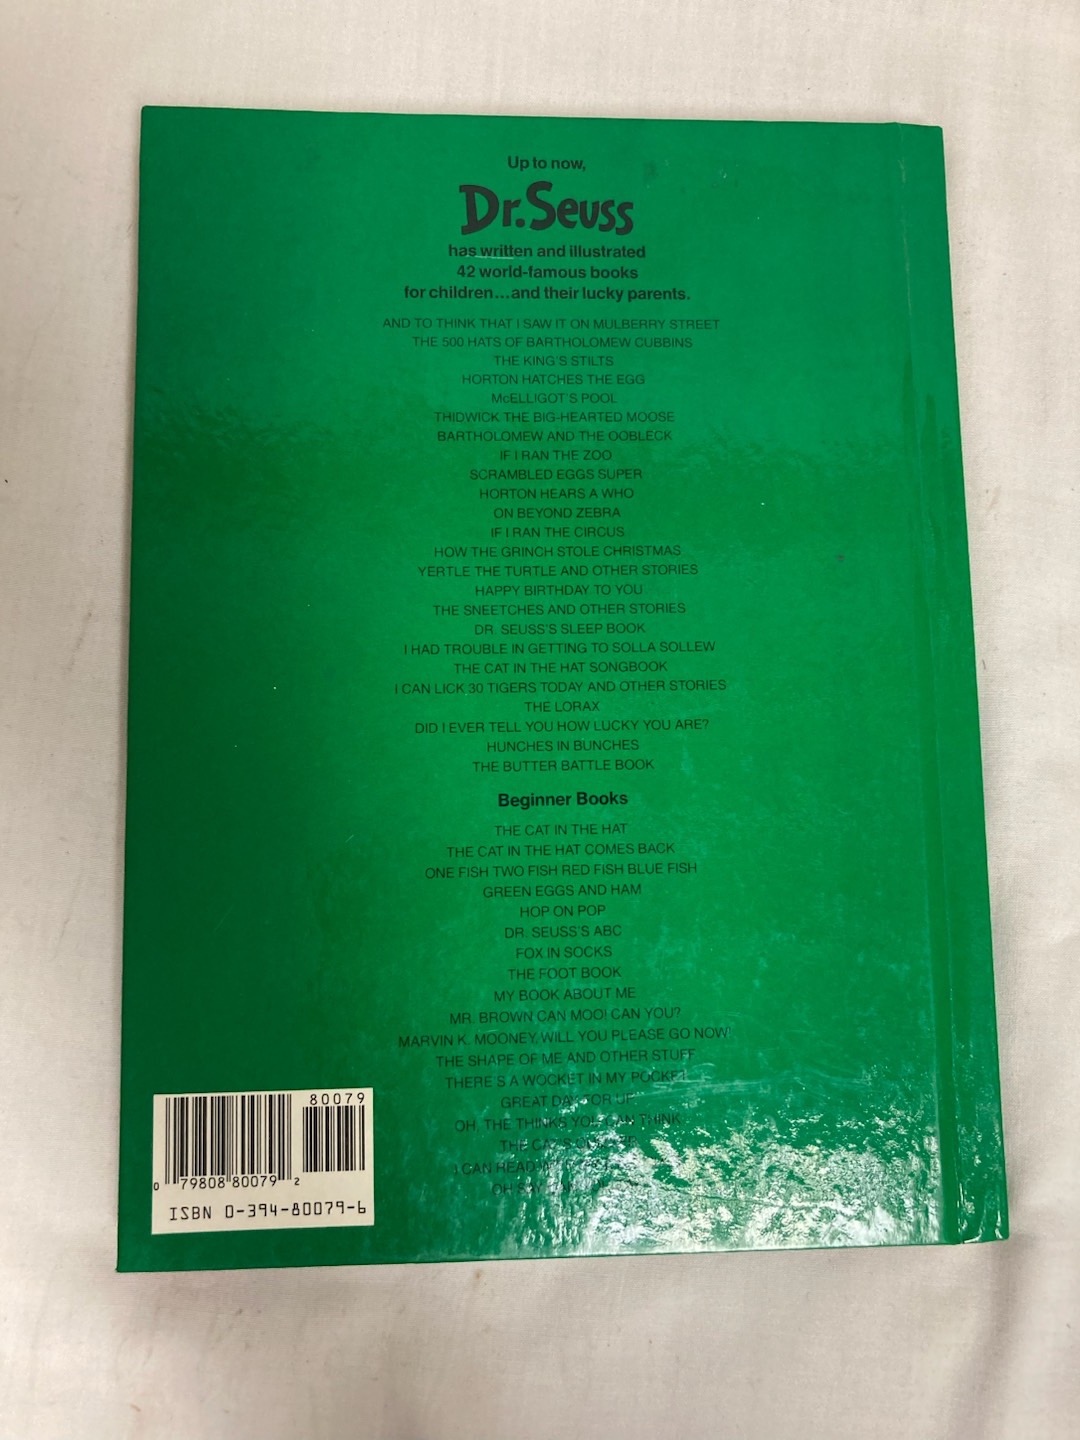 Up to now,
Dr. Seuss
has written and illustrated
42 world-famous books
for children...and their lucky parents.
AND TO THINK THAT I SAW IT ON MULBERRY STREET
THE 500 HATS OF BARTHOLOMEW CUBBINS
THE KING'S STILTS
HORTON HATCHES THE EGG
McELLIGOT'S POOL
THIDWICK THE BIG-HEARTED MOOSE
BARTHOLOMEW AND THE OOBLECK
IF I RAN THE ZOO
SCRAMBLED EGGS SUPER
HORTON HEARS A WHO
ON BEYOND ZEBRA
IF I RAN THE CIRCUS
HOW THE GRINCH STOLE CHRISTMAS
YERTLE THE TURTLE AND OTHER STORIES
HAPPY BIRTHDAY TO YOU
THE SNEETCHES AND OTHER STORIES
DR. SEUSS'S SLEEP BOOK
I HAD TROUBLE IN GETTING TO SOLLA SOLLEW
THE CAT IN THE HAT SONGBOOK
I CAN LICK 30 TIGERS TODAY AND OTHER STORIES
THE LORAX
DID I EVER TELL YOU HOW LUCKY YOU ARE?
HUNCHES IN BUNCHES
THE BUTTER BATTLE BOOK
Beginner Books
THE CAT IN THE HAT
THE CAT IN THE HAT COMES BACK
ONE FISH TWO FISH RED FISH BLUE FISH
GREEN EGGS AND HAM
HOP ON POP
DR. SEUSS'S ABC
FOX IN SOCKS
THE FOOT BOOK
MY BOOK ABOUT ME
MR. BROWN CAN MOO! CAN YOU?
MARVIN K. MOONEY, WILL YOU PLEASE GO NOW!
THE SHAPE OF ME AND OTHER STUFF
THERE'S A WOCKET IN MY POCKET
GREAT DAY FOR UP
OH, THE THINKS YOU CAN THINK
THE CAT'S
I CAN READ
OH SAY
80079
0 79808 80079 2
ISBN 0-394-80079-6